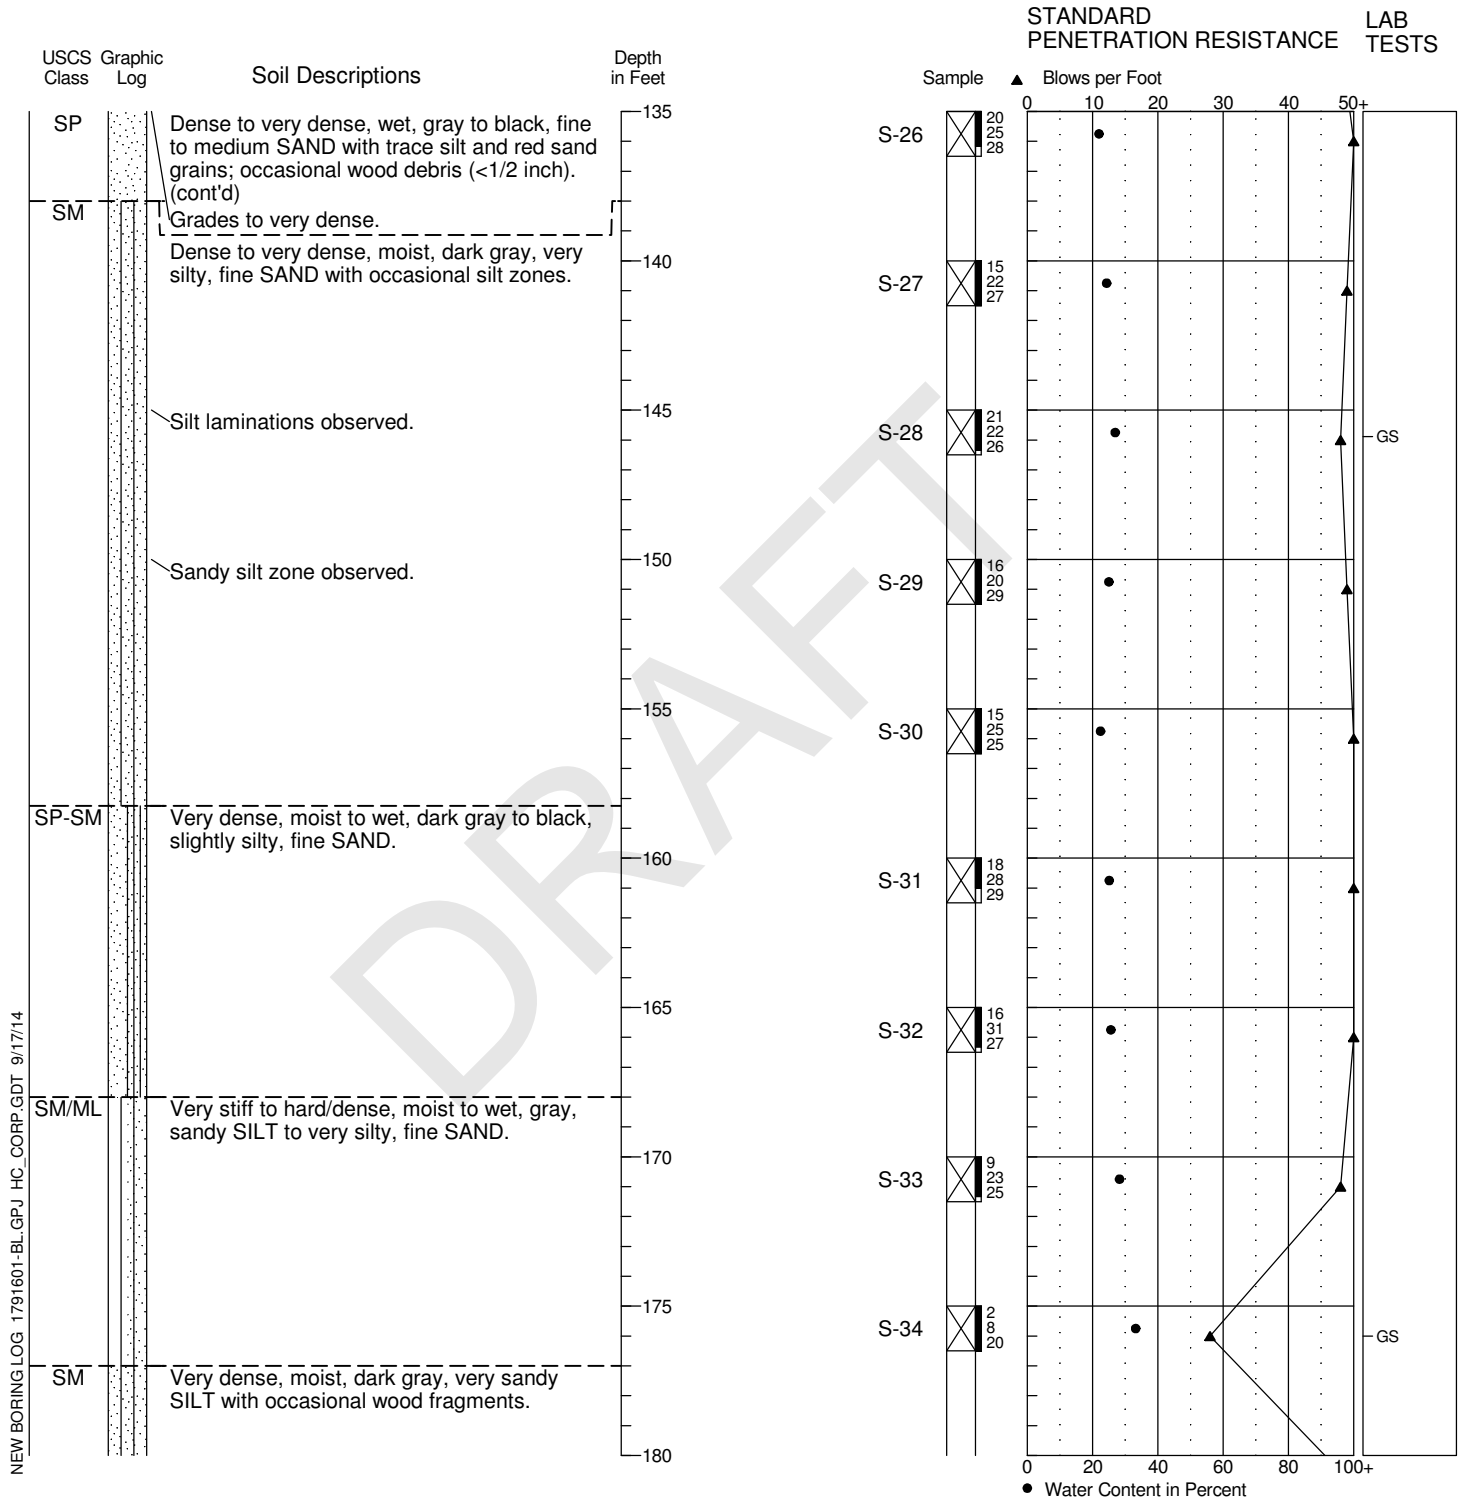 STANDARD
PENETRATION RESISTANCE
LAB
TESTS
USCS
Class
Graphic
Log
Soil Descriptions
Depth
in Feet
Sample
▲ Blows per Foot
0 10 20 30 40 50+
SP
Dense to very dense, wet, gray to black, fine
to medium SAND with trace silt and red sand
grains; occasional wood debris (<1/2 inch).
(cont'd)
Grades to very dense.
135
S-26
20
25
28
SM
Dense to very dense, moist, dark gray, very
silty, fine SAND with occasional silt zones.
140
S-27
15
22
27
Silt laminations observed.
145
S-28
21
22
26
GS
Sandy silt zone observed.
150
S-29
16
20
29
155
S-30
15
25
25
SP-SM
Very dense, moist to wet, dark gray to black,
slightly silty, fine SAND.
160
S-31
18
28
29
165
S-32
16
31
27
SM/ML
Very stiff to hard/dense, moist to wet, gray,
sandy SILT to very silty, fine SAND.
170
S-33
9
23
25
175
S-34
2
8
20
GS
SM
Very dense, moist, dark gray, very sandy
SILT with occasional wood fragments.
180
0 20 40 60 80 100+
● Water Content in Percent
DRAFT
NEW BORING LOG 1791601-BL.GPJ HC_CORP.GDT 9/17/14